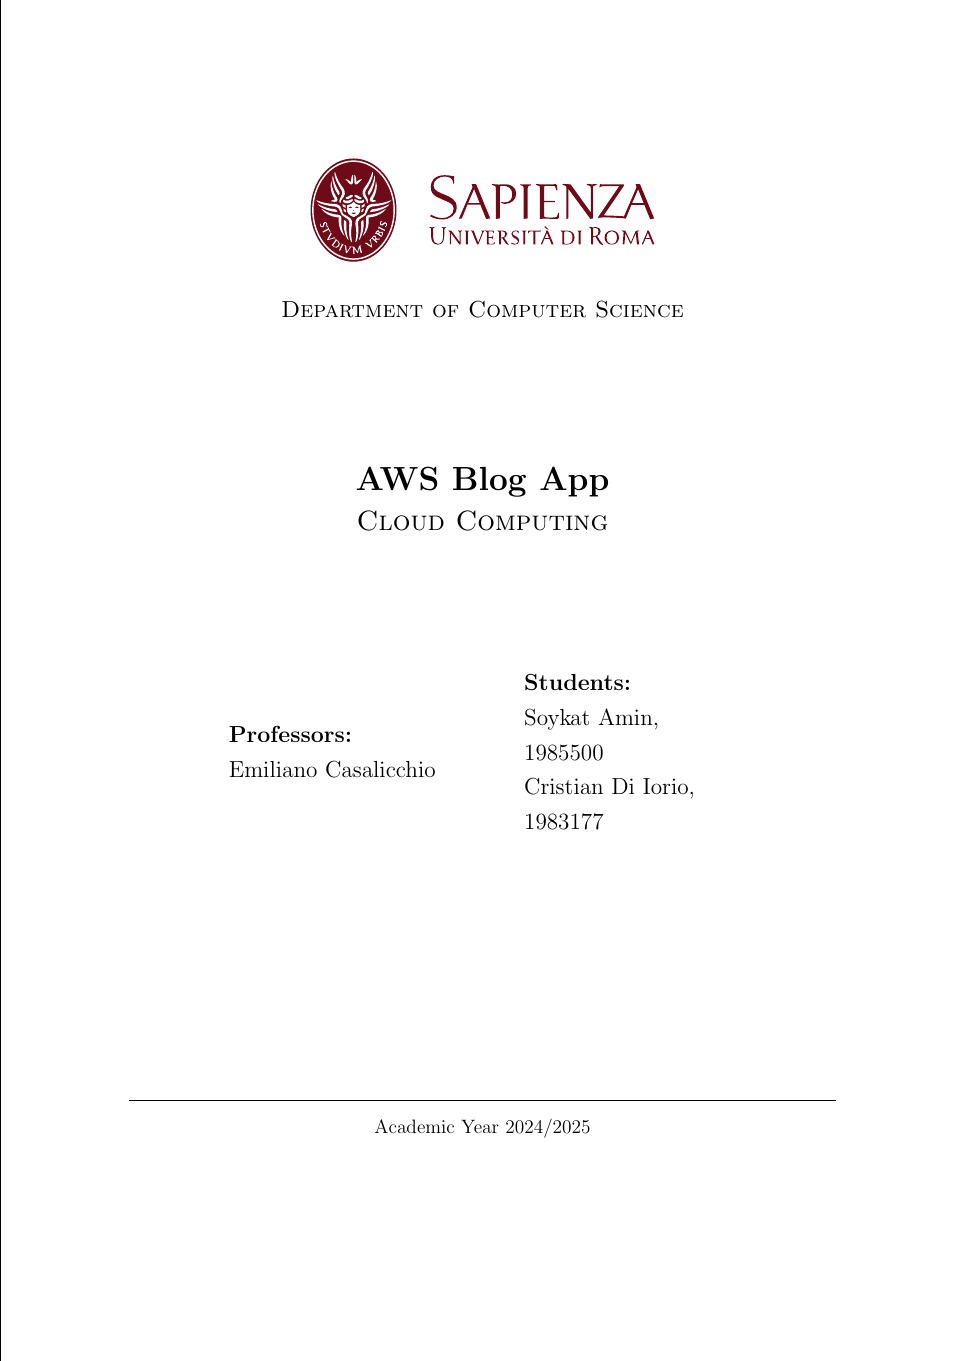 STVDIVM VRBIS
SAPIENZA
UNIVERSITÀ DI ROMA
Department of Computer Science
AWS Blog App
Cloud Computing
Professors:
Emiliano Casalicchio
Students:
Soykat Amin,
1985500
Cristian Di Iorio,
1983177
Academic Year 2024/2025